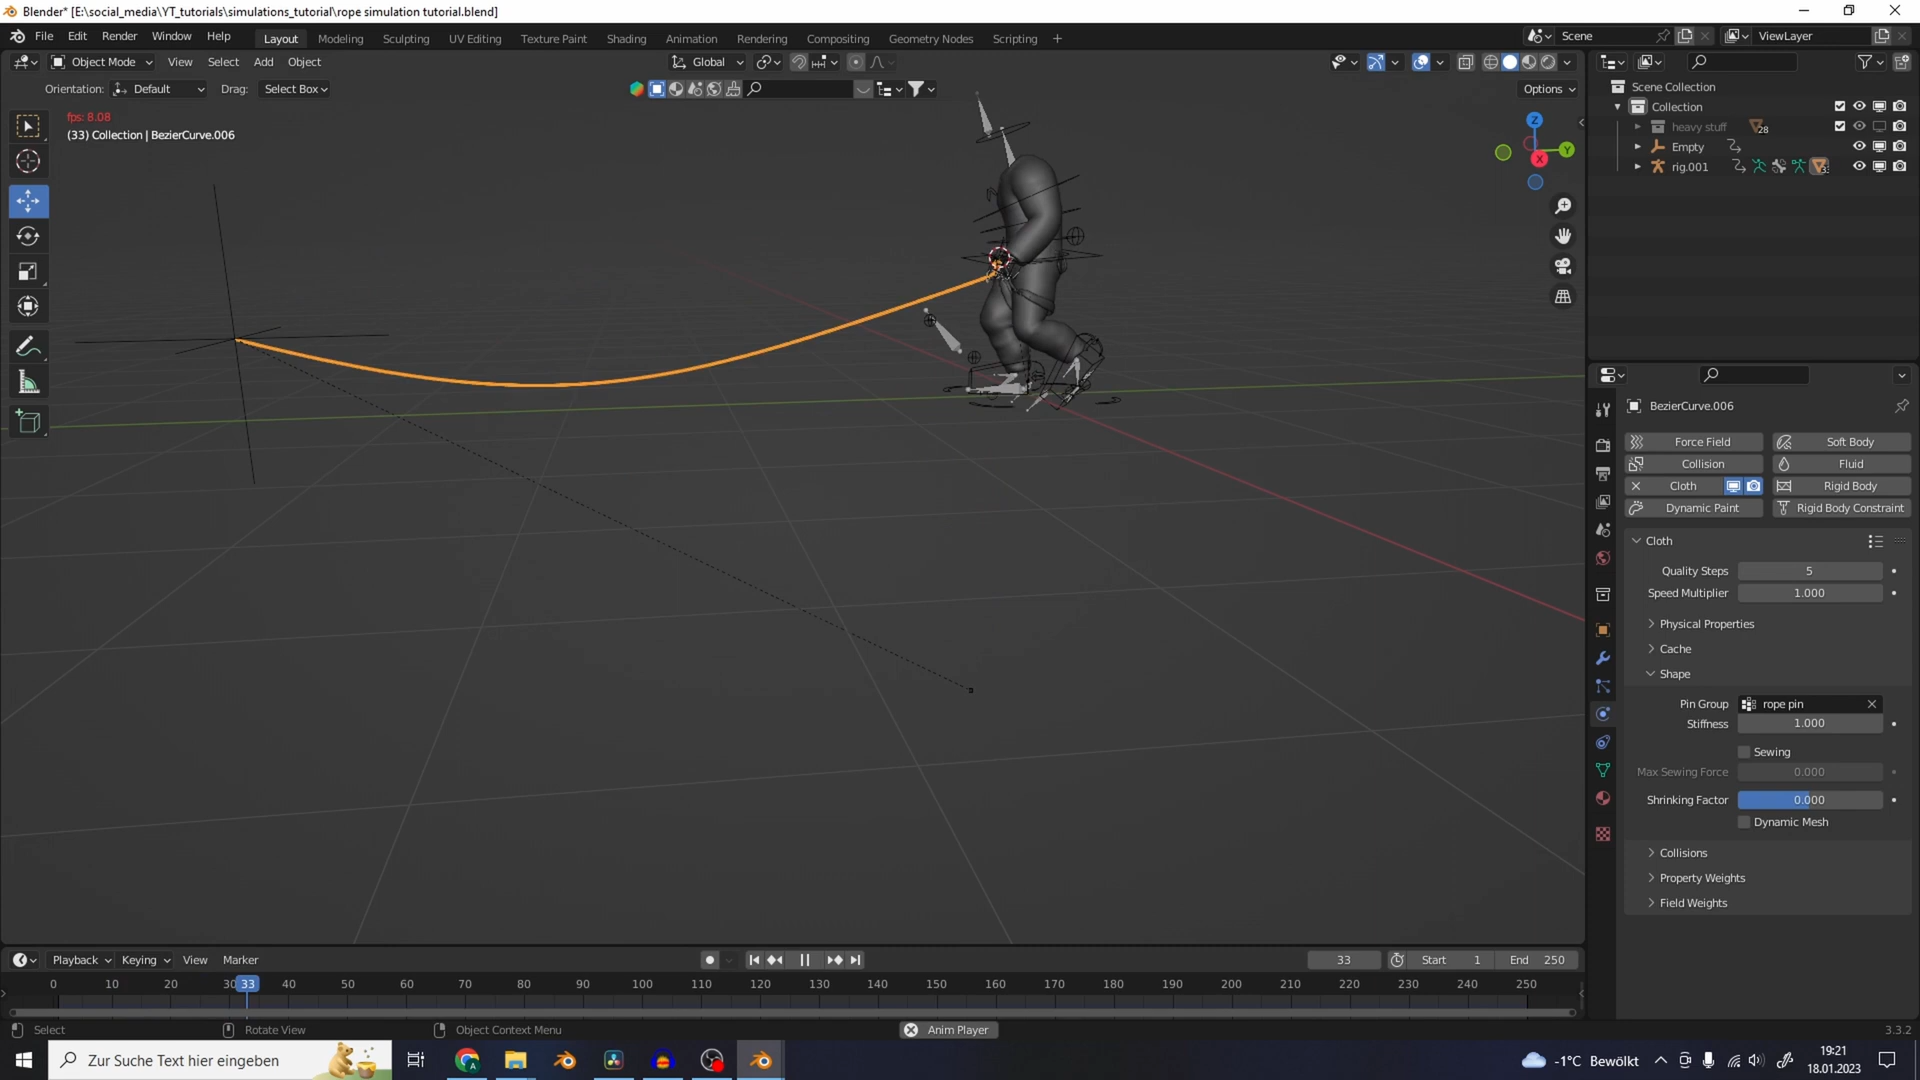 Blender* [E:\social_media\YT_tutorials\simulations_tutorial\rope simulation tutorial.blend]
File Edit Render Window Help Layout Modeling Sculpting UV Editing Texture Paint Shading Animation Rendering Compositing Geometry Nodes Scripting + Scene ViewLayer
Object Mode View Select Add Object Global
Orientation: Default Drag: Select Box Options
fps: 8.08
(33) Collection | BezierCurve.006
Z
Y
X
Scene Collection
Collection
heavy stuff 28
Empty
rig.001
BezierCurve.006
Force Field Soft Body
Collision Fluid
Cloth Rigid Body
Dynamic Paint Rigid Body Constraint
Cloth
Quality Steps 5
Speed Multiplier 1.000
Physical Properties
Cache
Shape
Pin Group rope pin
Stiffness 1.000
Sewing
Max Sewing Force 0.000
Shrinking Factor 0.000
Dynamic Mesh
Collisions
Property Weights
Field Weights
Playback Keying View Marker 33 Start 1 End 250
0 10 20 30 33 40 50 60 70 80 90 100 110 120 130 140 150 160 170 180 190 200 210 220 230 240 250
Select Rotate View Object Context Menu Anim Player 3.3.2
Zur Suche Text hier eingeben -1°C Bewölkt 19:21
18.01.2023